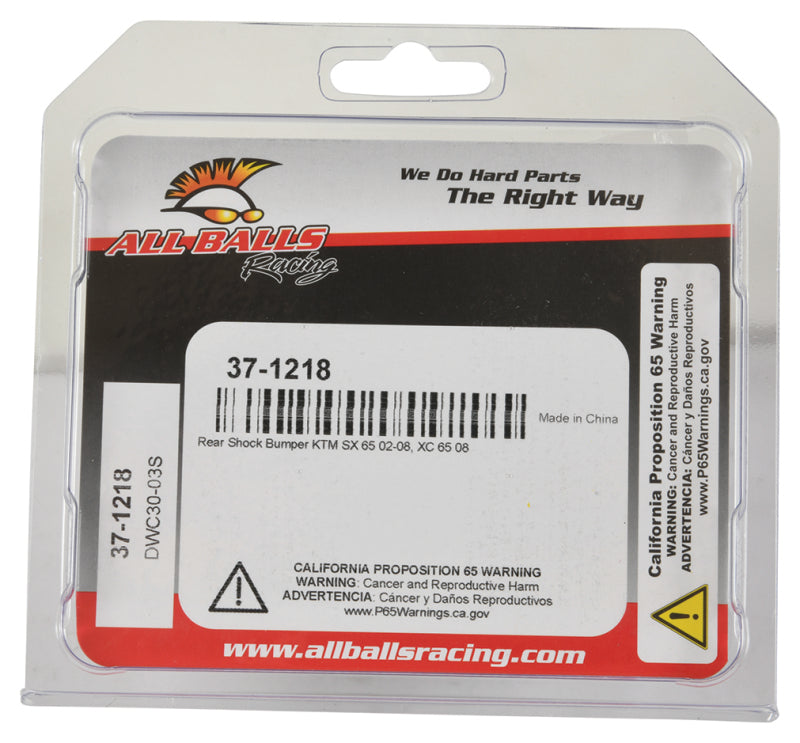 We Do Hard Parts
The Right Way
ALL BALLS
Racing
37-1218
Made in China
Rear Shock Bumper KTM SX 65 02-08, XC 65 08
37-1218
DWC30-03S
CALIFORNIA PROPOSITION 65 WARNING
WARNING: Cancer and Reproductive Harm
ADVERTENCIA: Cáncer y Daños Reproductivos
www.P65Warnings.ca.gov
California Proposition 65 Warning
WARNING: Cancer and Reproductive Harm
ADVERTENCIA: Cáncer y Daños Reproductivos
www.P65Warnings.ca.gov
www.allballsracing.com